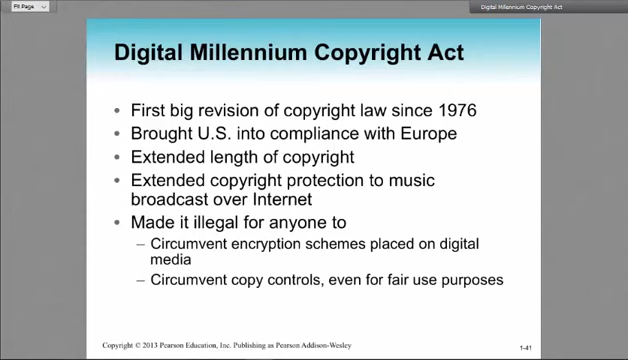 Fit Page
Digital Millennium Copyright Act
Digital Millennium Copyright Act
• First big revision of copyright law since 1976
• Brought U.S. into compliance with Europe
• Extended length of copyright
• Extended copyright protection to music
broadcast over Internet
• Made it illegal for anyone to
– Circumvent encryption schemes placed on digital
media
– Circumvent copy controls, even for fair use purposes
Copyright © 2013 Pearson Education, Inc. Publishing as Pearson Addison-Wesley
1-41